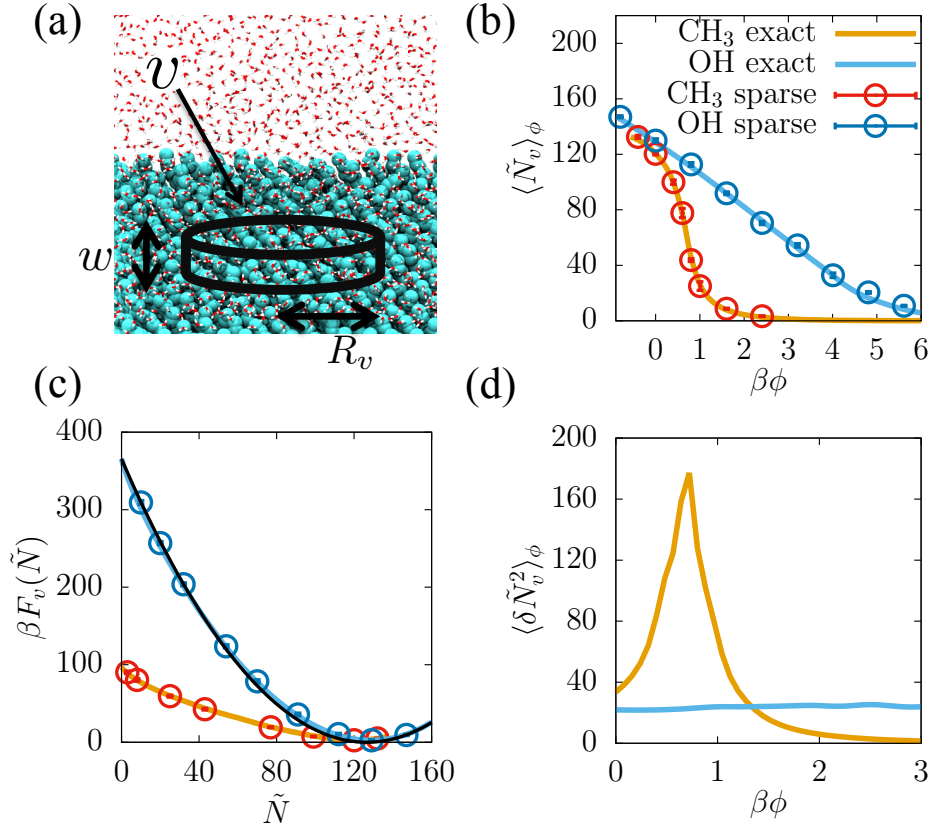 (a)
v
w
R_v
(b)
CH₃ exact
OH exact
CH₃ sparse
OH sparse
⟨Ñ_v⟩_ϕ
200
160
120
80
40
0
0 1 2 3 4 5 6
βϕ
(c)
βF_v(Ñ)
400
300
200
100
0
0 40 80 120 160
Ñ
(d)
⟨δÑ_v²⟩_ϕ
200
160
120
80
40
0
0 1 2 3
βϕ